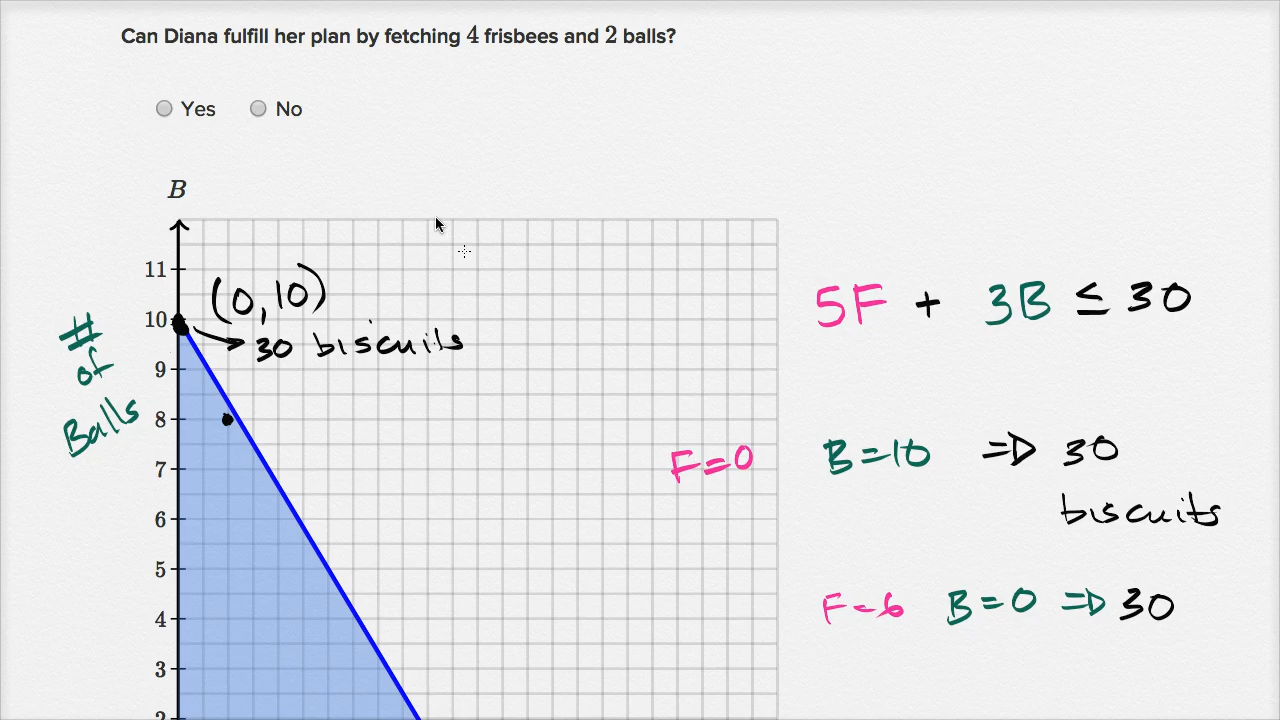 Can Diana fulfill her plan by fetching 4 frisbees and 2 balls?
Yes
No
B
11
(0,10)
10
30 biscuits
# of Balls
9
8
7
6
5
4
3
2
5F + 3B ≤ 30
F=0
B=10 => 30
biscuits
F=6 B=0 => 30